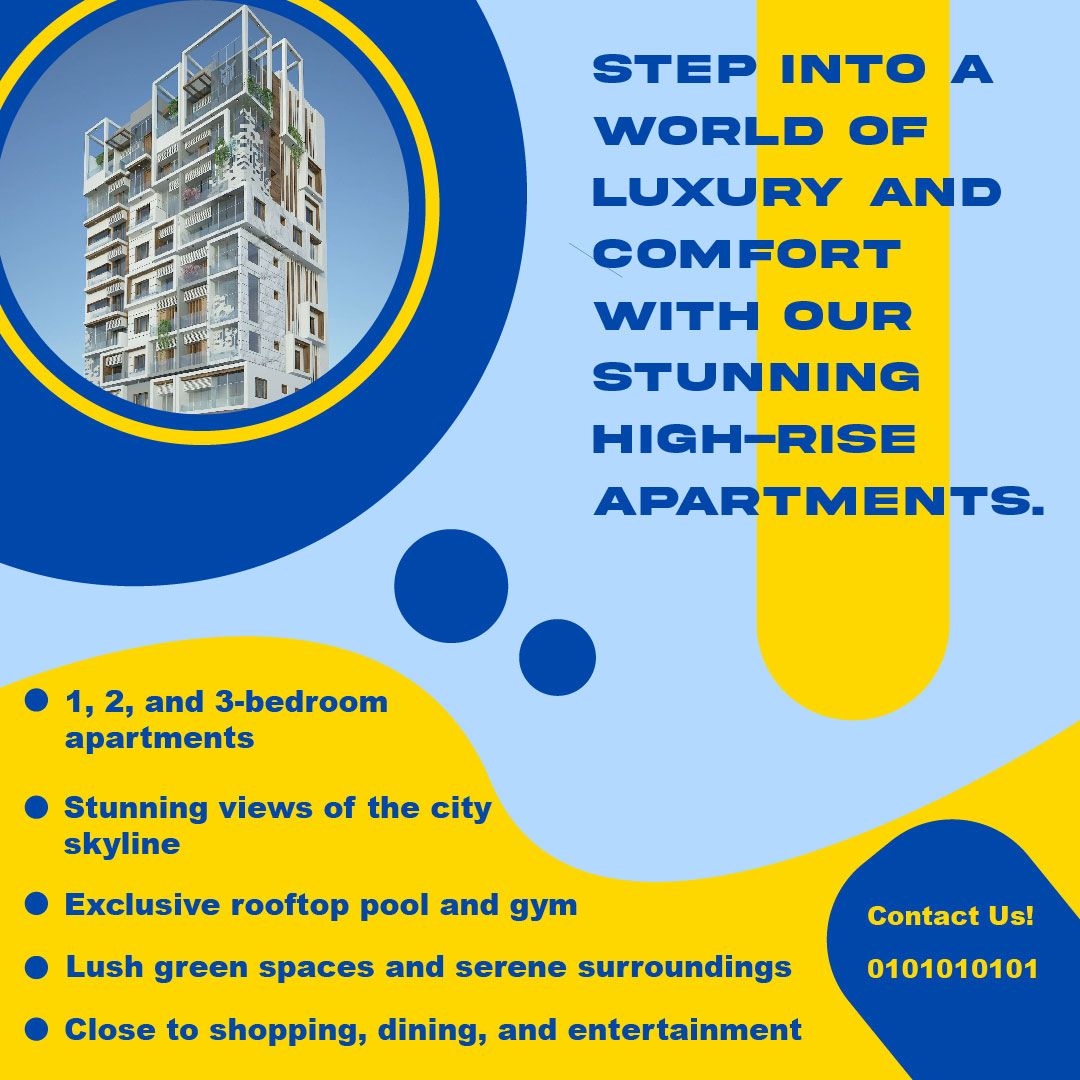 STEP INTO A
WORLD OF
LUXURY AND
COMFORT
WITH OUR
STUNNING
HIGH-RISE
APARTMENTS.
1, 2, and 3-bedroom
apartments
Stunning views of the city
skyline
Exclusive rooftop pool and gym
Lush green spaces and serene surroundings
Close to shopping, dining, and entertainment
Contact Us!
0101010101